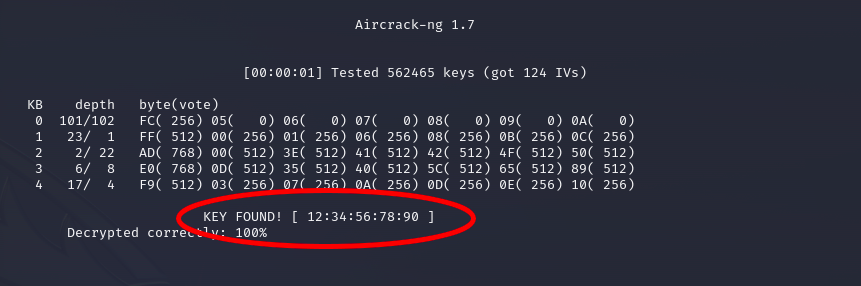 Aircrack-ng 1.7
[00:00:01] Tested 562465 keys (got 124 IVs)
KB    depth   byte(vote)
0  101/102   FC( 256) 05(   0) 06(   0) 07(   0) 08(   0) 09(   0) 0A(   0)
1   23/  1   FF( 512) 00( 256) 01( 256) 06( 256) 08( 256) 0B( 256) 0C( 256)
2    2/ 22   AD( 768) 00( 512) 3E( 512) 41( 512) 42( 512) 4F( 512) 50( 512)
3    6/  8   E0( 768) 0D( 512) 35( 512) 40( 512) 5C( 512) 65( 512) 89( 512)
4   17/  4   F9( 512) 03( 256) 07( 256) 0A( 256) 0D( 256) 0E( 256) 10( 256)
KEY FOUND! [ 12:34:56:78:90 ]
Decrypted correctly: 100%